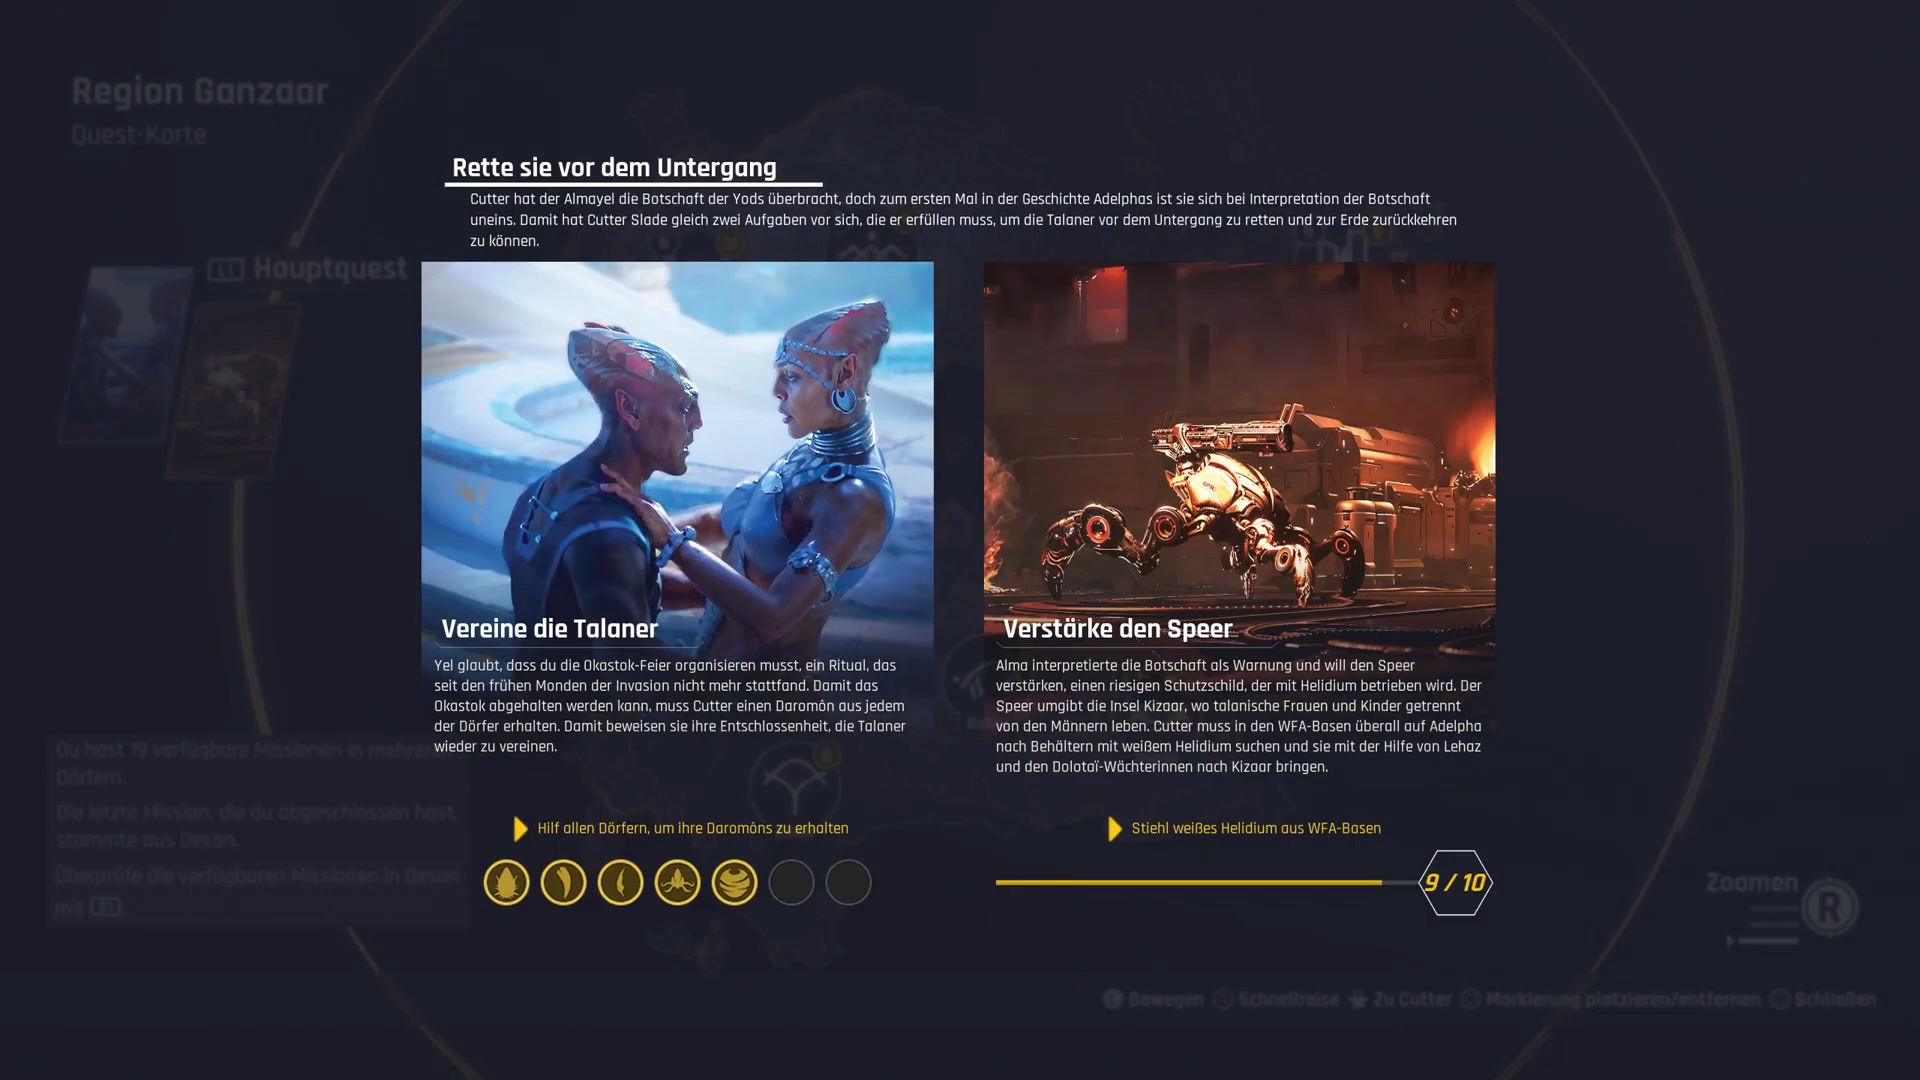 Region Ganzaar
Quest-Karte
Rette sie vor dem Untergang
Cutter hat der Almayel die Botschaft der Yods überbracht, doch zum ersten Mal in der Geschichte Adelphas ist sie sich bei Interpretation der Botschaft
uneins. Damit hat Cutter Slade gleich zwei Aufgaben vor sich, die er erfüllen muss, um die Talaner vor dem Untergang zu retten und zur Erde zurückkehren
zu können.
Hauptquest
Vereine die Talaner
Yel glaubt, dass du die Okastok-Feier organisieren musst, ein Ritual, das
seit den frühen Monden der Invasion nicht mehr stattfand. Damit das
Okastok abgehalten werden kann, muss Cutter einen Daromôn aus jedem
der Dörfer erhalten. Damit beweisen sie ihre Entschlossenheit, die Talaner
wieder zu vereinen.
Hilf allen Dörfern, um ihre Daromôns zu erhalten
Verstärke den Speer
Alma interpretierte die Botschaft als Warnung und will den Speer
verstärken, einen riesigen Schutzschild, der mit Helidium betrieben wird. Der
Speer umgibt die Insel Kizaar, wo talanische Frauen und Kinder getrennt
von den Männern leben. Cutter muss in den WFA-Basen überall auf Adelpha
nach Behältern mit weißem Helidium suchen und sie mit der Hilfe von Lehaz
und den Dolotaï-Wächterinnen nach Kizaar bringen.
Stiehl weißes Helidium aus WFA-Basen
9 / 10
Du hast 19 verfügbare Missionen in mehreren
Dörfern.
Die letzte Mission, die du abgeschlossen hast,
stammte aus Desan.
Überprüfe die verfügbaren Missionen in Desan
mit
Zoomen
R
Bewegen
Schnellreise
Zu Cutter
Markierung platzieren/entfernen
Schließen